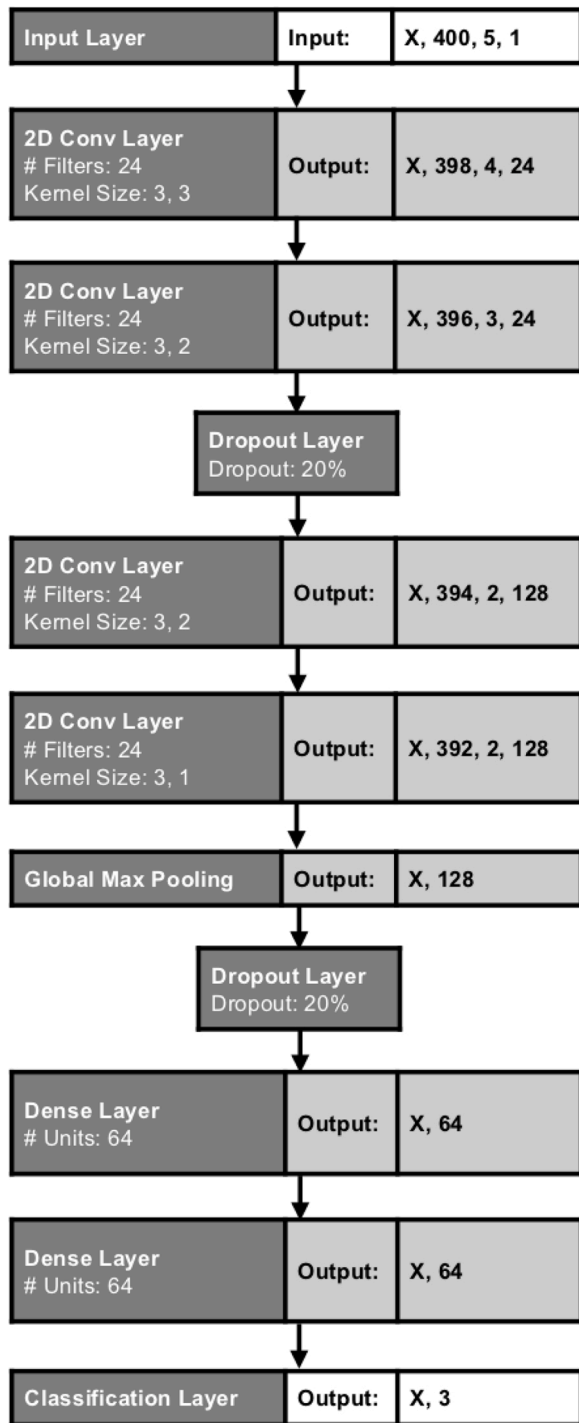 Input Layer
Input:
X, 400, 5, 1
2D Conv Layer
# Filters: 24
Kernel Size: 3, 3
Output:
X, 398, 4, 24
2D Conv Layer
# Filters: 24
Kernel Size: 3, 2
Output:
X, 396, 3, 24
Dropout Layer
Dropout: 20%
2D Conv Layer
# Filters: 24
Kernel Size: 3, 2
Output:
X, 394, 2, 128
2D Conv Layer
# Filters: 24
Kernel Size: 3, 1
Output:
X, 392, 2, 128
Global Max Pooling
Output:
X, 128
Dropout Layer
Dropout: 20%
Dense Layer
# Units: 64
Output:
X, 64
Dense Layer
# Units: 64
Output:
X, 64
Classification Layer
Output:
X, 3